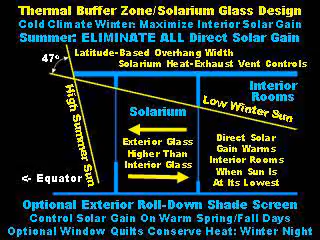 Thermal Buffer Zone/Solarium Glass Design
Cold Climate Winter: Maximize Interior Solar Gain
Summer: ELIMINATE ALL Direct Solar Gain
Latitude-Based Overhang Width
47º
Solarium Heat-Exhaust Vent Controls
High Summer Sun
Solarium
Interior
Rooms
Low Winter Sun
Exterior Glass
Higher Than
Interior Glass
Direct Solar
Gain Warms
Interior Rooms
When Sun Is
At Its Lowest
<- Equator
Optional Exterior Roll-Down Shade Screen
Control Solar Gain On Warm Spring/Fall Days
Optional Window Quilts Conserve Heat: Winter Night